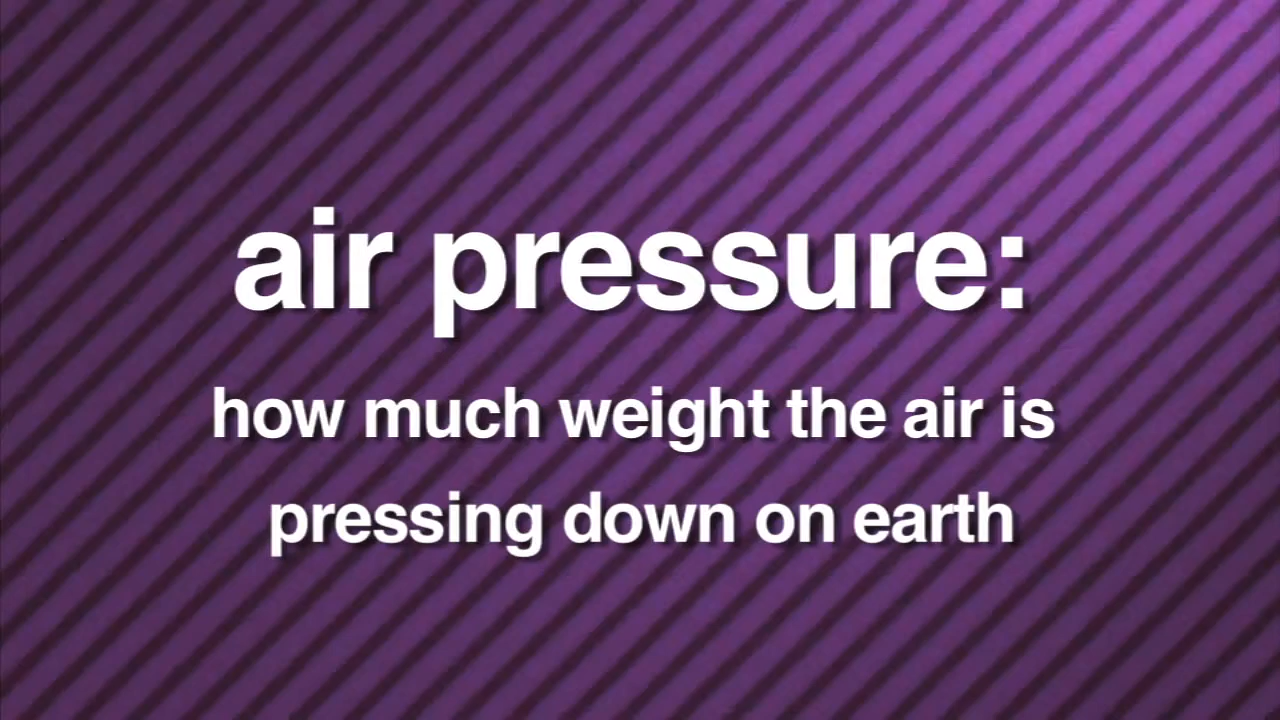 air pressure:
how much weight the air is
pressing down on earth